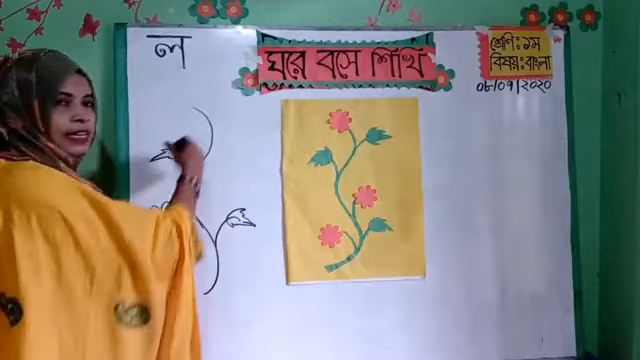 ল
ঘরে বসে শিখি
শ্রেণি: ১ম
বিষয়: বাংলা
০৮/০৭/২০২০